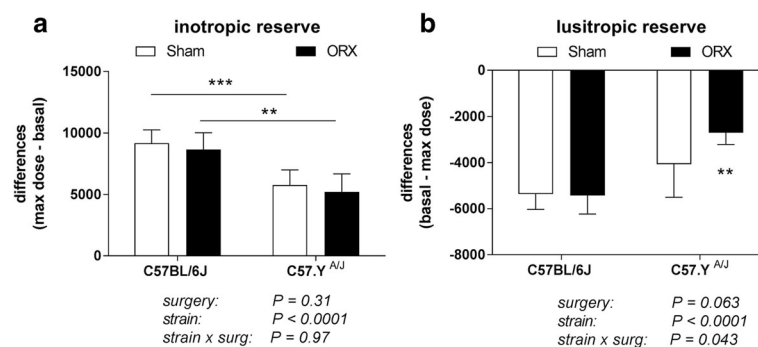 a inotropic reserve
Sham ORX
differences
(max dose - basal)
15000
10000
5000
0
***
**
C57BL/6J C57.Y A/J
surgery: P = 0.31
strain: P < 0.0001
strain x surg: P = 0.97
b lusitropic reserve
Sham ORX
differences
(basal - max dose)
0
-2000
-4000
-6000
-8000
**
C57BL/6J C57.Y A/J
surgery: P = 0.063
strain: P < 0.0001
strain x surg: P = 0.043